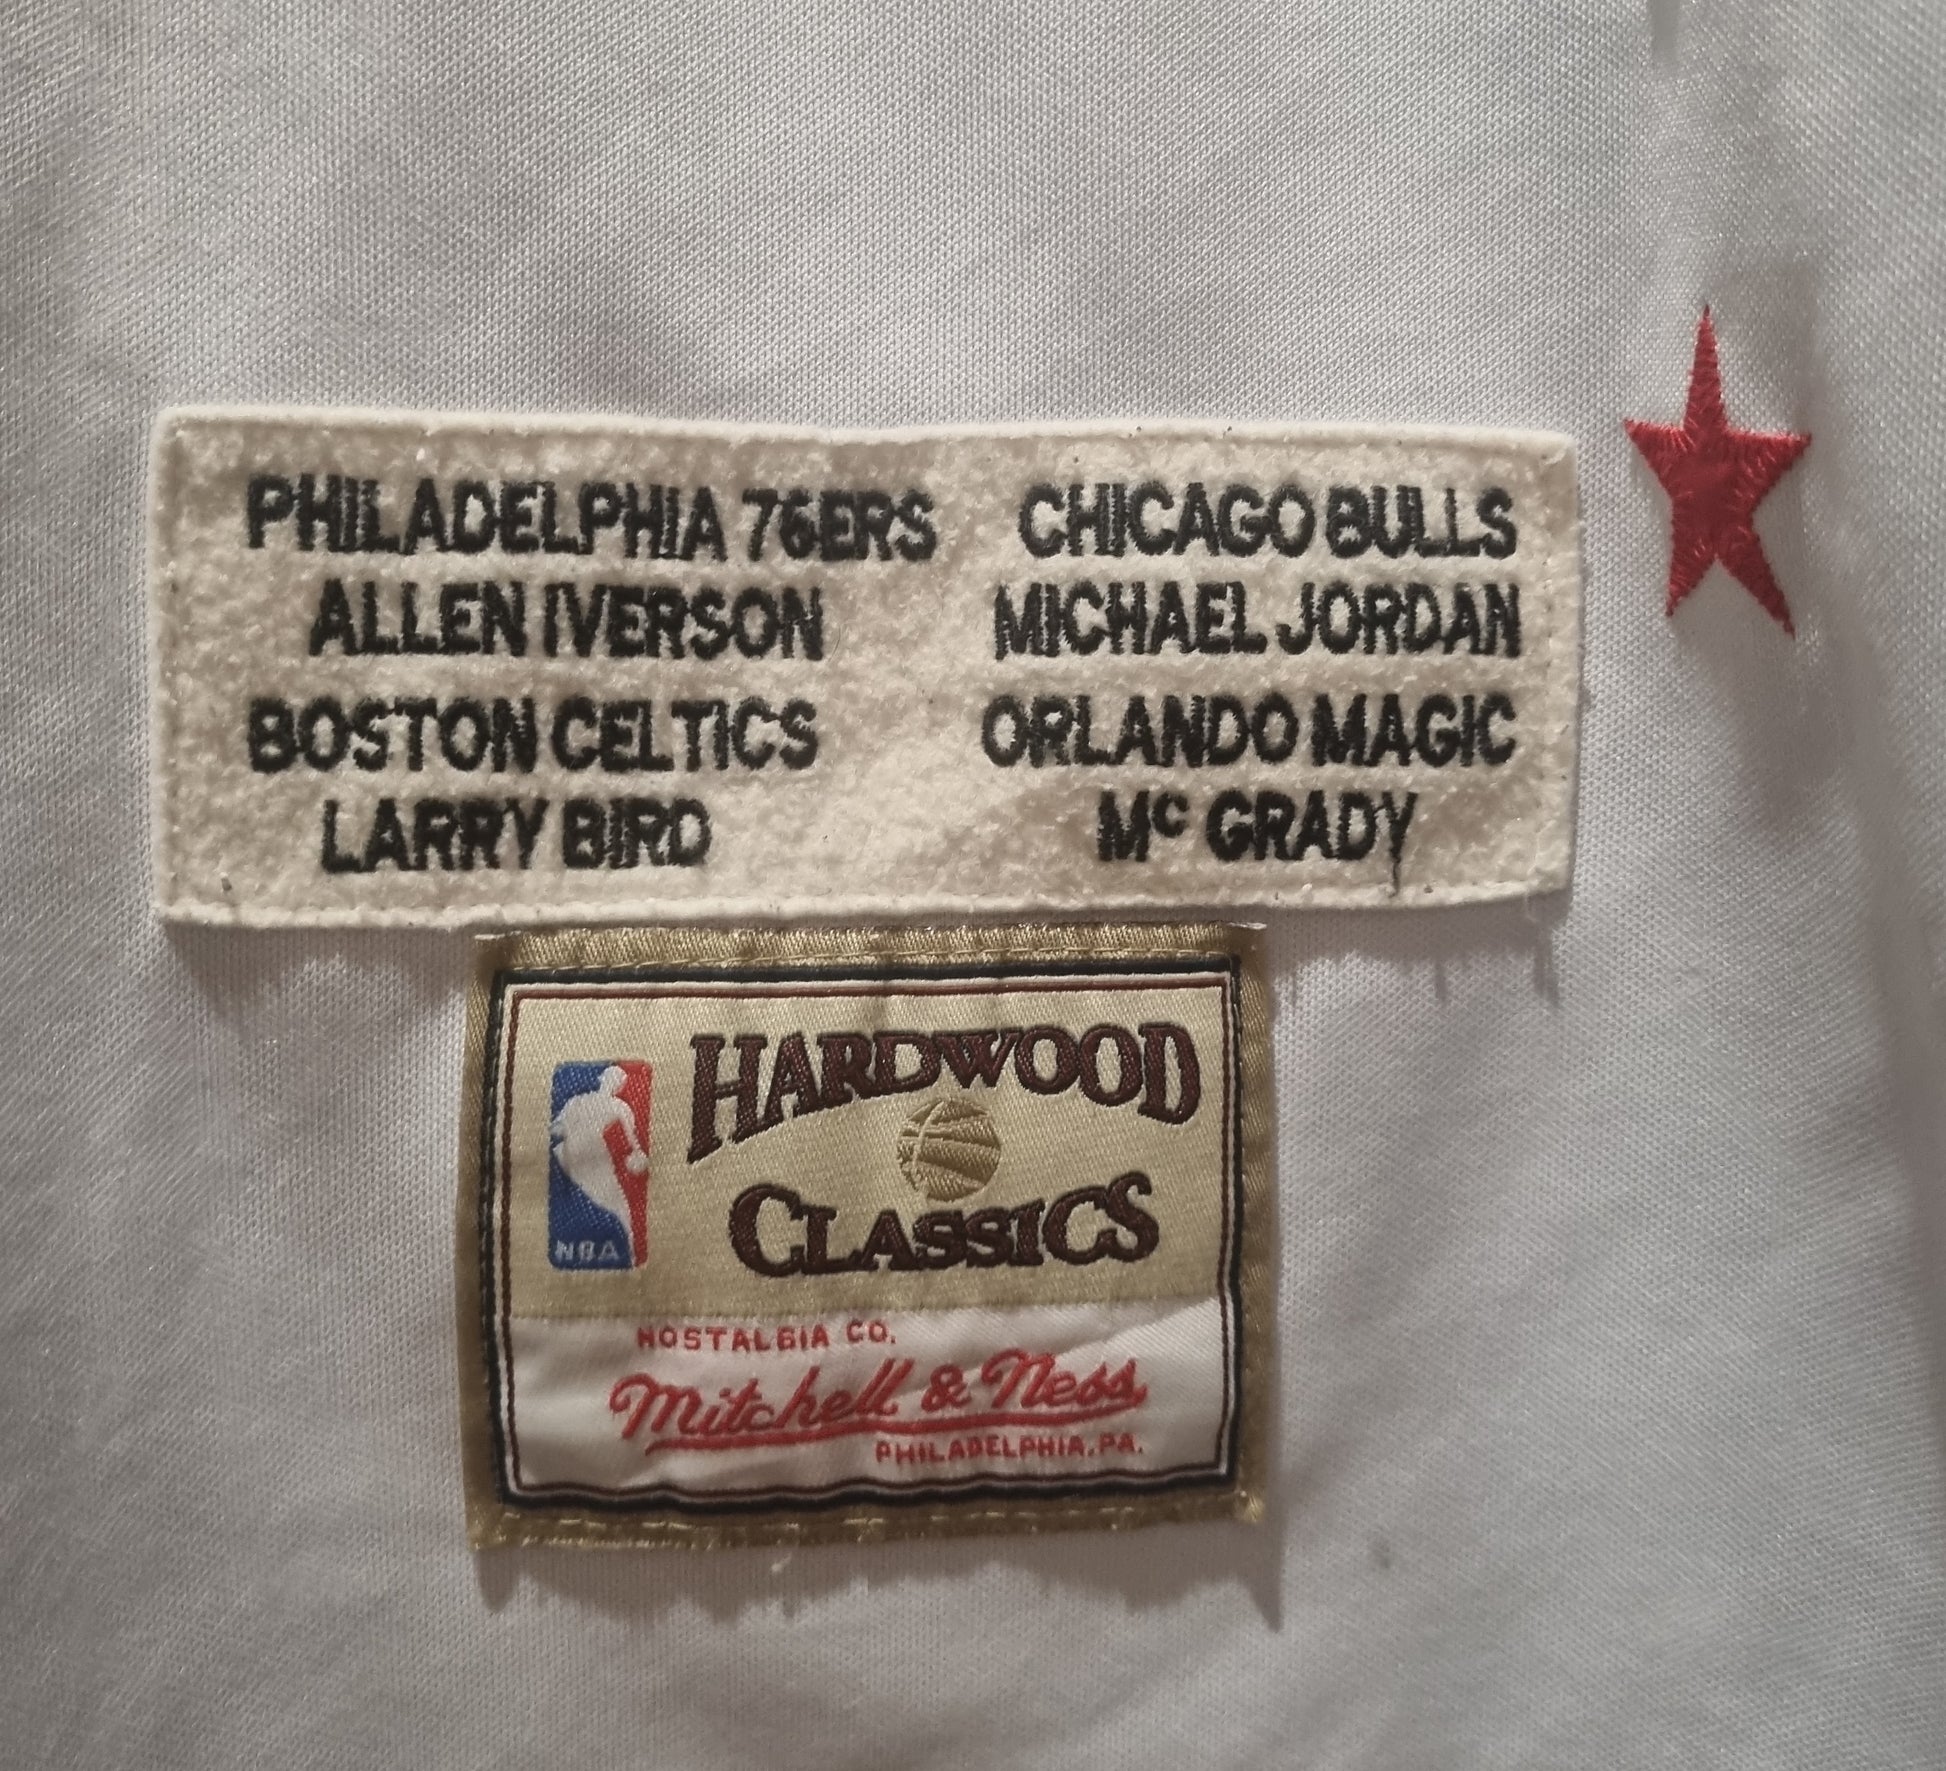 PHILADELPHIA 76ERS
ALLEN IVERSON
BOSTON CELTICS
LARRY BIRD
CHICAGO BULLS
MICHAEL JORDAN
ORLANDO MAGIC
Mc GRADY
NBA
HARDWOOD
CLASSICS
NOSTALGIA CO.
Mitchell & Ness
PHILADELPHIA, PA.